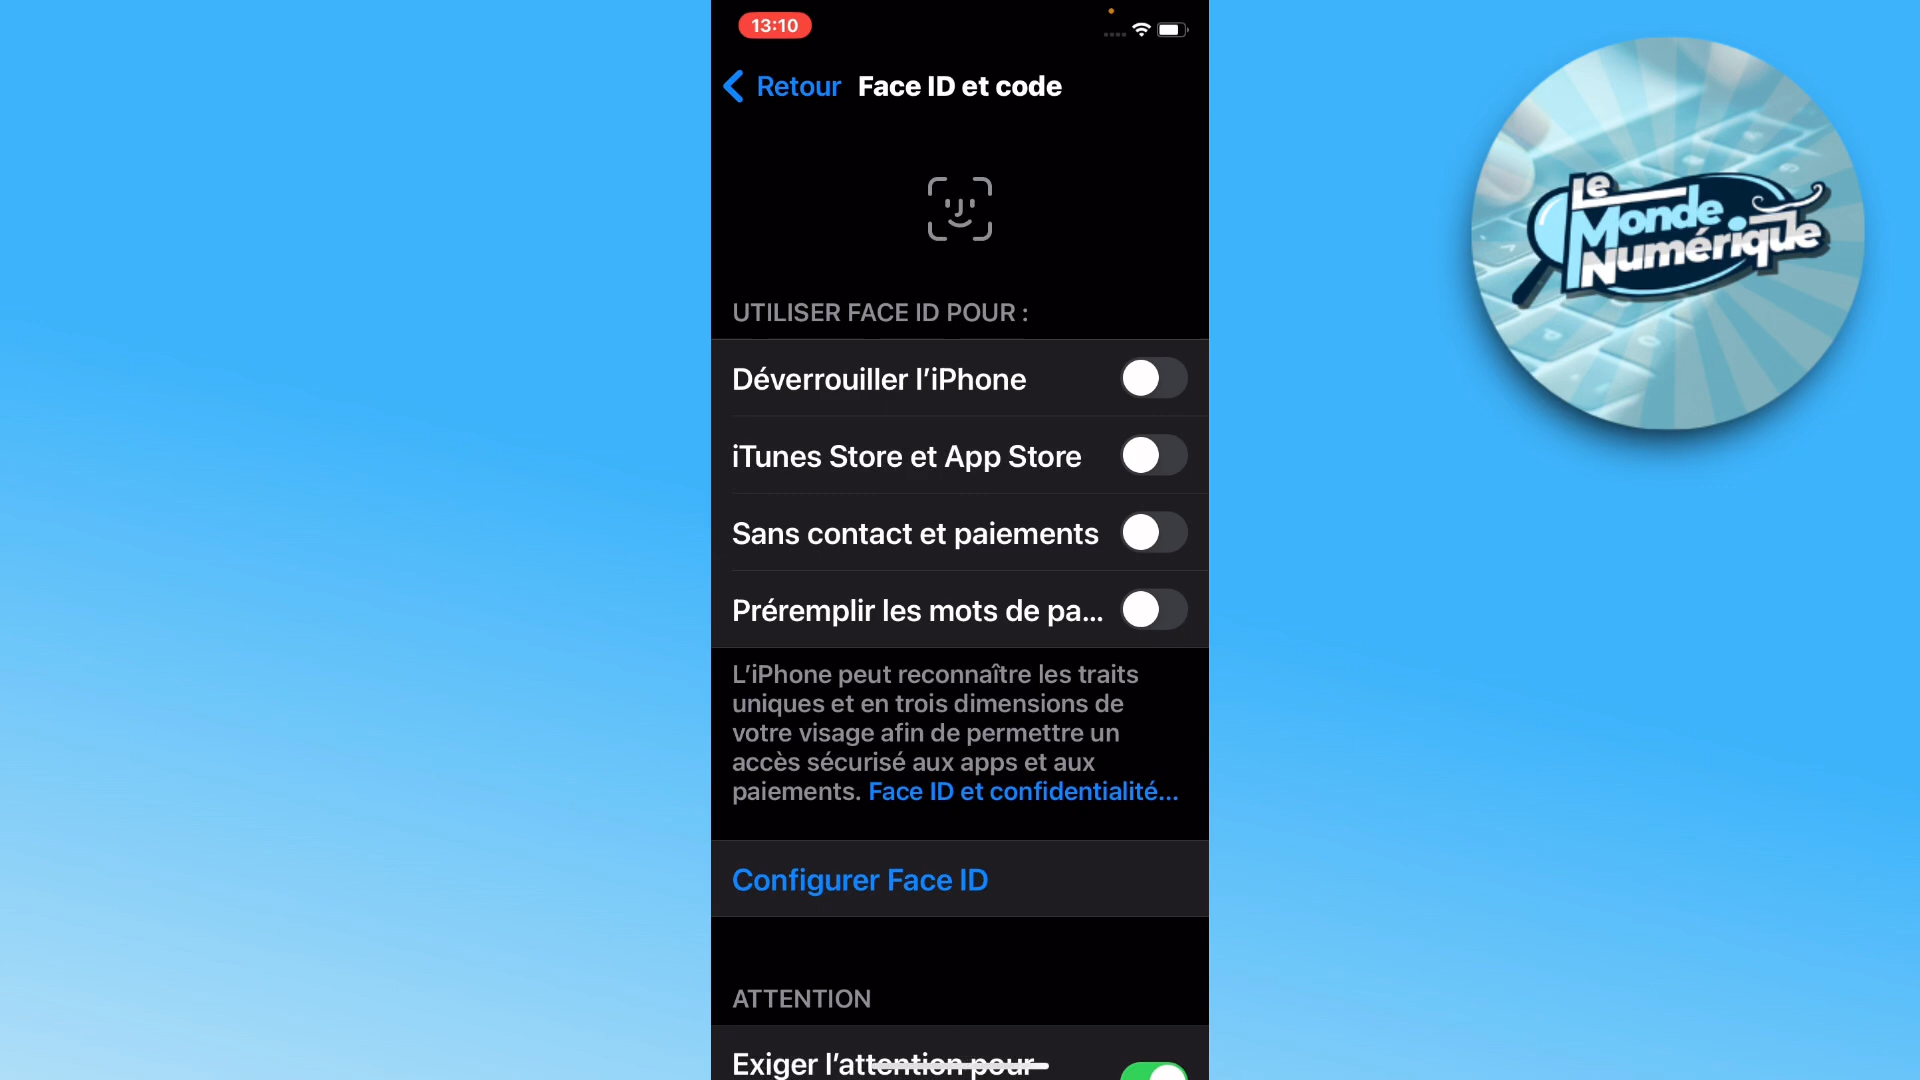 13:10
Retour Face ID et code
UTILISER FACE ID POUR :
Déverrouiller l’iPhone
iTunes Store et App Store
Sans contact et paiements
Préremplir les mots de pa...
L’iPhone peut reconnaître les traits
uniques et en trois dimensions de
votre visage afin de permettre un
accès sécurisé aux apps et aux
paiements. Face ID et confidentialité...
Configurer Face ID
ATTENTION
Exiger l’attention pour
Le
Monde
Numérique